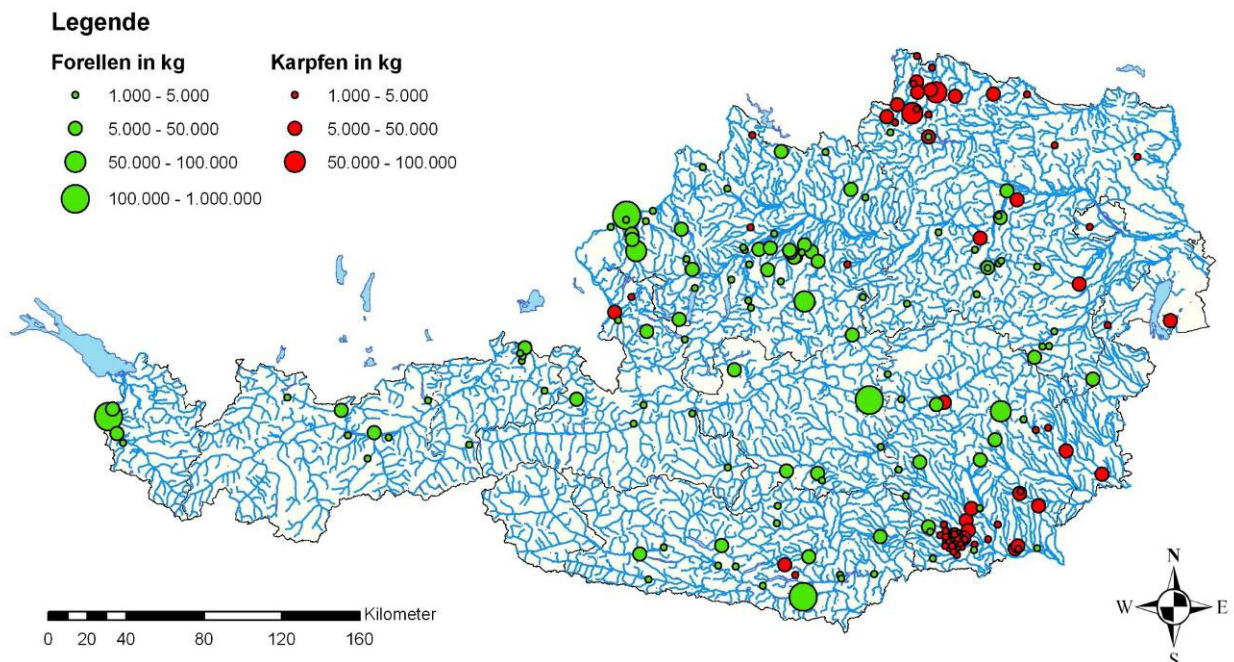 Legende
Forellen in kg
1.000 - 5.000
5.000 - 50.000
50.000 - 100.000
100.000 - 1.000.000
Karpfen in kg
1.000 - 5.000
5.000 - 50.000
50.000 - 100.000
Kilometer
0 20 40 80 120 160
N
W E
S